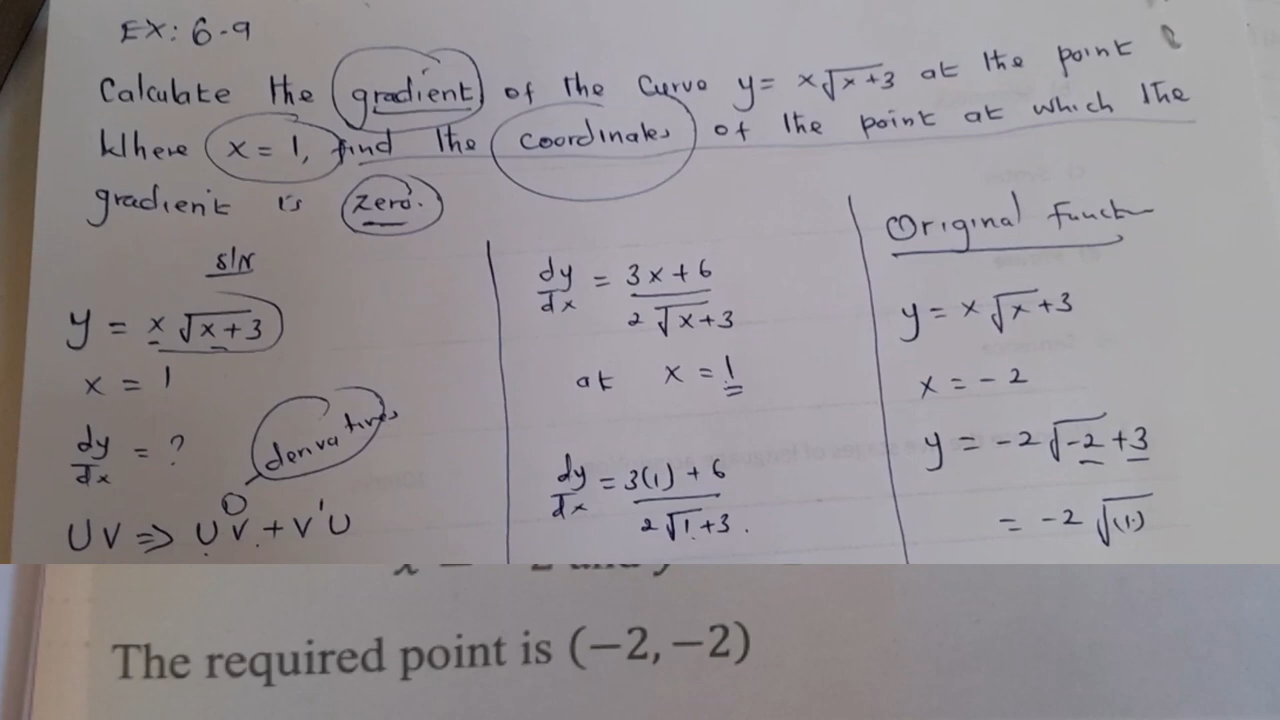 EX: 6-9
Calculate the gradient of the curve y = x√x+3 at the point
Where x = 1, find the coordinates of the point at which the
gradient is zero.
S/N
y = x √x+3
x = 1
dy/dx = ?
derivatives
UV ⇒ U'V + V'U
dy/dx = 3x+6 / 2√x+3
at x = 1
dy/dx = 3(1) + 6 / 2√1+3 .
Original funct
y = x √x+3
x = - 2
y = -2 √-2+3
= -2 √(1)
The required point is (−2, −2)